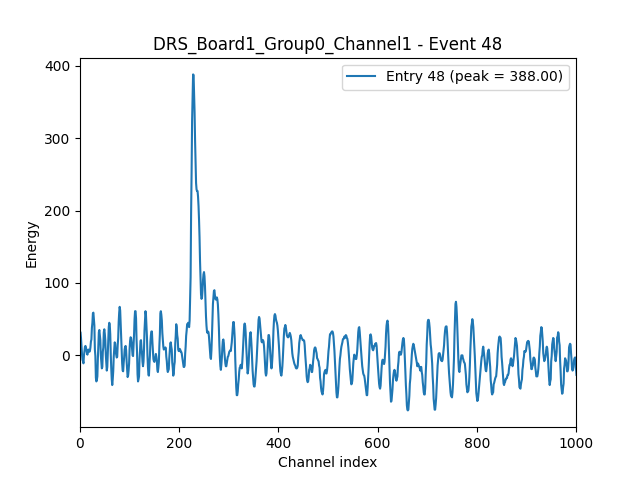 DRS_Board1_Group0_Channel1 - Event 48
Entry 48 (peak = 388.00)
400
300
200
100
0
Energy
0 200 400 600 800 1000
Channel index